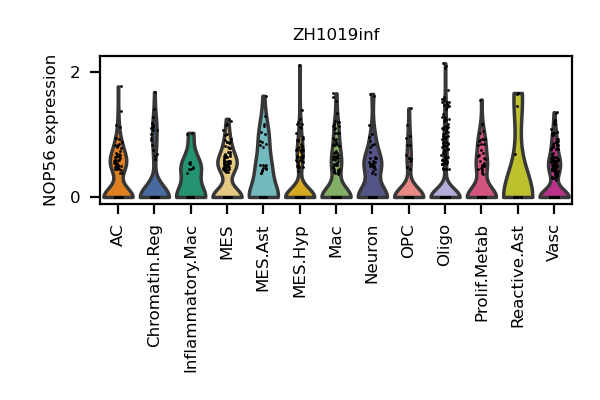 ZH1019inf
NOP56 expression
2
0
AC
Chromatin.Reg
Inflammatory.Mac
MES
MES.Ast
MES.Hyp
Mac
Neuron
OPC
Oligo
Prolif.Metab
Reactive.Ast
Vasc